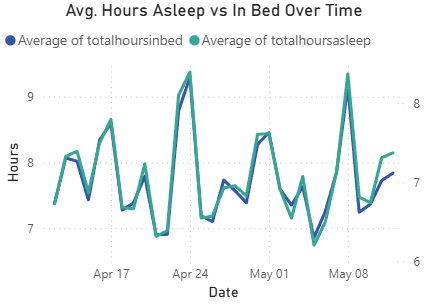 Avg. Hours Asleep vs In Bed Over Time
Average of totalhoursinbed Average of totalhoursasleep
9
8
8
7
7
6
Hours
Apr 17 Apr 24 May 01 May 08
Date